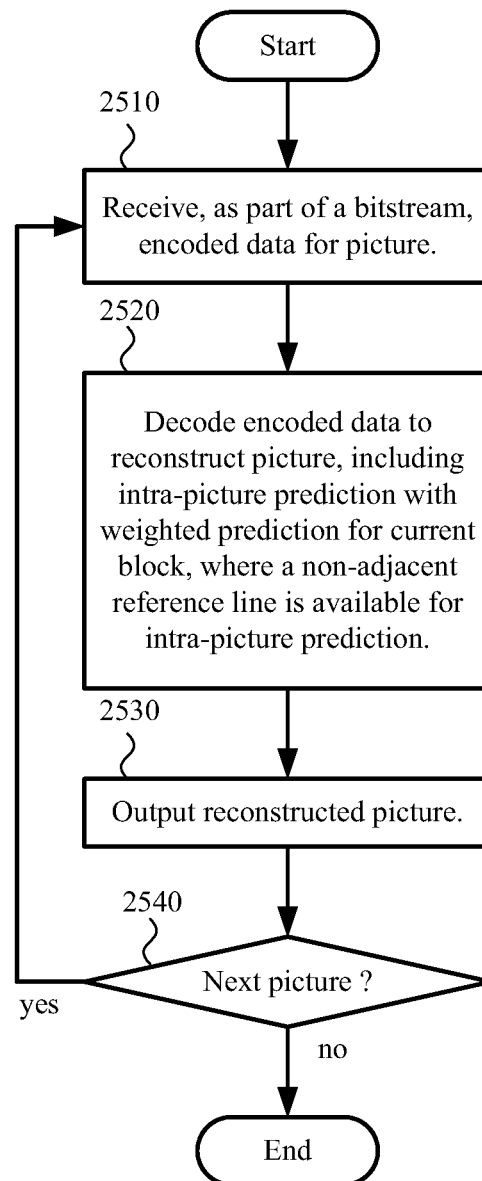 Start
2510
Receive, as part of a bitstream,
encoded data for picture.
2520
Decode encoded data to
reconstruct picture, including
intra-picture prediction with
weighted prediction for current
block, where a non-adjacent
reference line is available for
intra-picture prediction.
2530
Output reconstructed picture.
2540
Next picture ?
yes
no
End